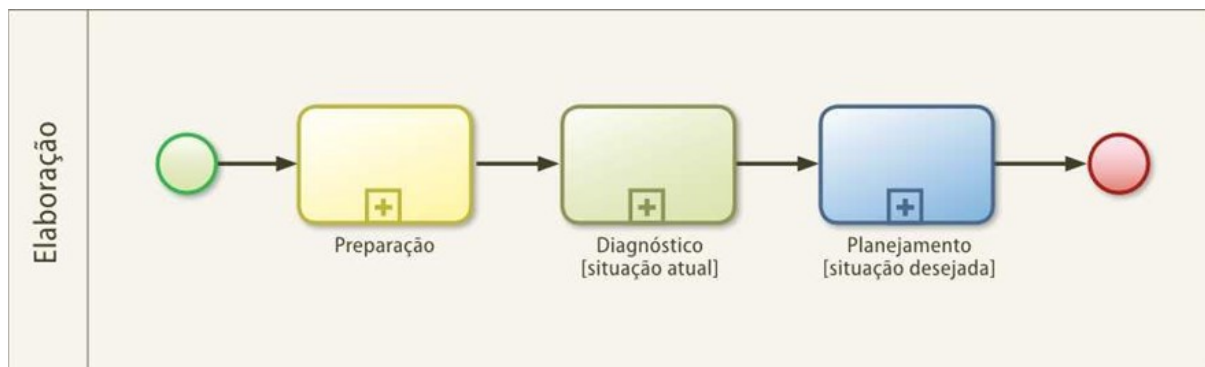 Elaboração
Preparação
Diagnóstico
[situação atual]
Planejamento
[situação desejada]